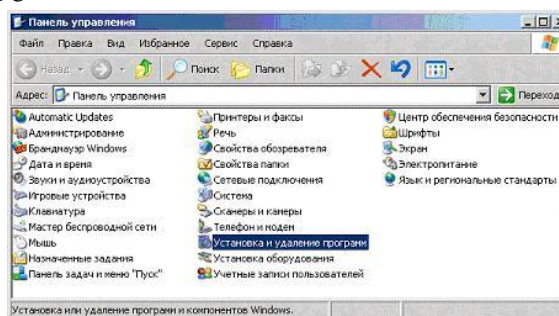 Панель управления
Файл Правка Вид Избранное Сервис Справка
Назад Поиск Папки
Адрес: Панель управления Переход
Automatic Updates
Администрирование
Брандмауэр Windows
Дата и время
Звуки и аудиоустройства
Игровые устройства
Клавиатура
Мастер беспроводной сети
Мышь
Назначенные задания
Панель задач и меню "Пуск"
Принтеры и факсы
Речь
Свойства обозревателя
Свойства папки
Сетевые подключения
Система
Сканеры и камеры
Телефон и модем
Установка и удаление програми
Установка оборудования
Учетные записи пользователей
Центр обеспечения безопасности
Шрифты
Экран
Электропитание
Язык и региональные стандарты
Установка или удаление программ и компонентов Windows.